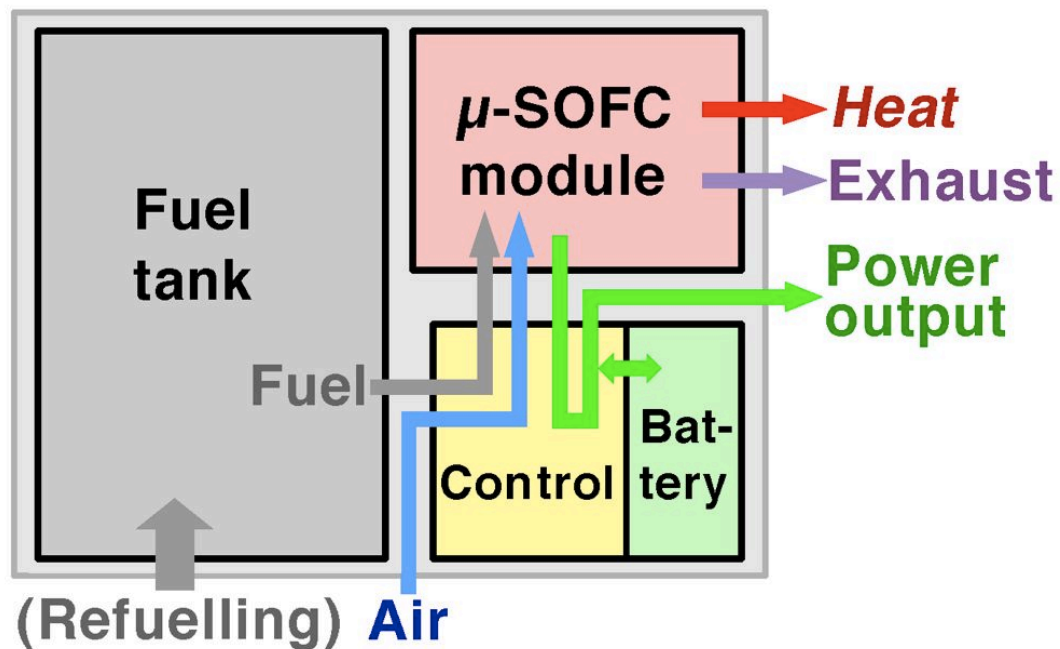 Fuel
tank
Fuel
(Refuelling)
Air
μ-SOFC
module
Control
Bat-
tery
Heat
Exhaust
Power
output